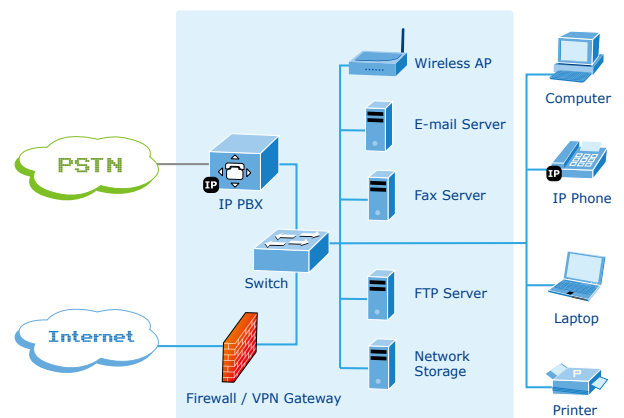 Wireless AP
Computer
E-mail Server
PSTN
IP
IP PBX
IP
IP Phone
Fax Server
Switch
FTP Server
Laptop
Internet
Network
Storage
P
Firewall / VPN Gateway
Printer